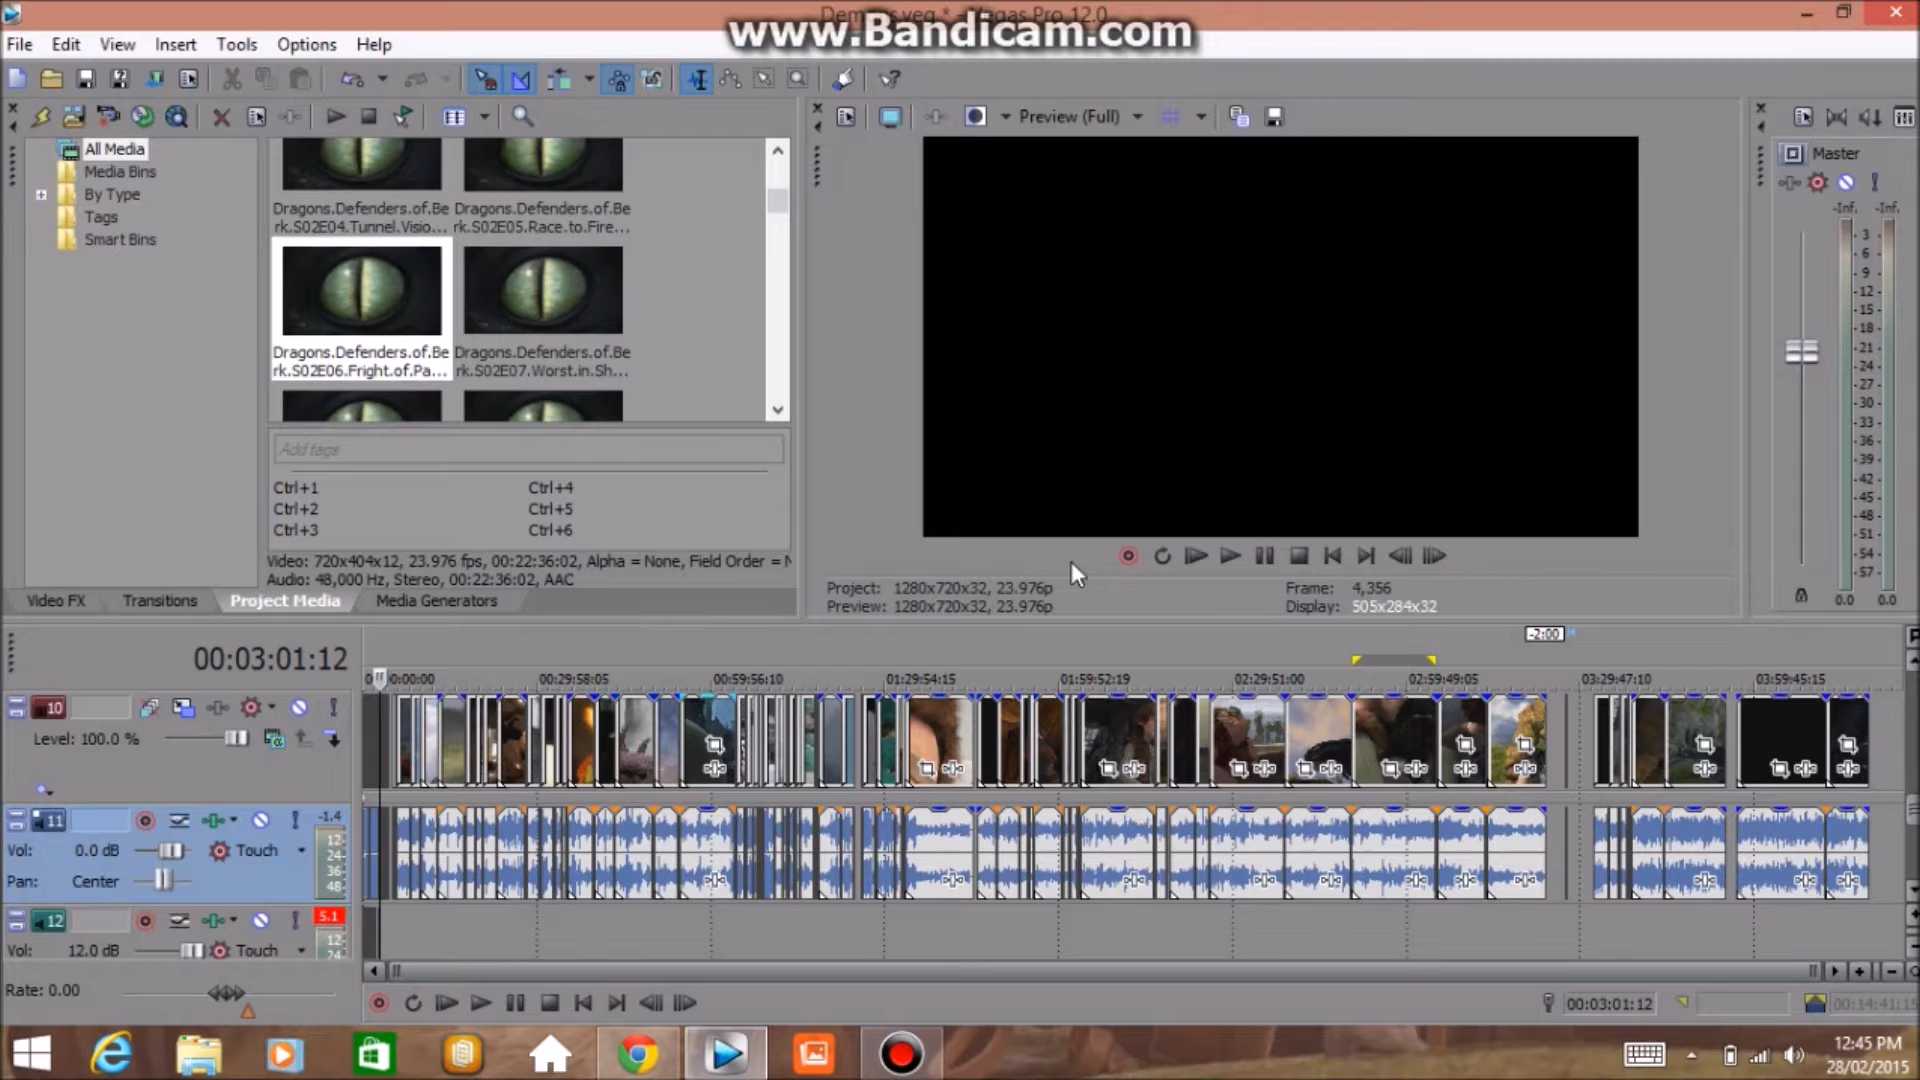 www.Bandicam.com
File Edit View Insert Tools Options Help
Preview (Full)
All Media
Media Bins
By Type
Tags
Smart Bins
Dragons.Defenders.of.Be
rk.S02E04.Tunnel.Visio...
Dragons.Defenders.of.Be
rk.S02E05.Race.to.Fire...
Dragons.Defenders.of.Be
rk.S02E06.Fright.of.Pa...
Dragons.Defenders.of.Be
rk.S02E07.Worst.in.Sh...
Add tags
Ctrl+1 Ctrl+4
Ctrl+2 Ctrl+5
Ctrl+3 Ctrl+6
Video: 720x404x12, 23.976 fps, 00:22:36:02, Alpha = None, Field Order = N
Audio: 48,000 Hz, Stereo, 00:22:36:02, AAC
Video FX Transitions Project Media Media Generators
Project: 1280x720x32, 23.976p
Preview: 1280x720x32, 23.976p
Frame: 4,356
Display: 505x284x32
Master
-Inf. -Inf.
3
6
9
12
15
18
21
24
27
30
33
36
39
42
45
48
51
54
57
0.0 0.0
00:03:01:12
-2:00
0:00:00 00:29:58:05 00:59:56:10 01:29:54:15 01:59:52:19 02:29:51:00 02:59:49:05 03:29:47:10 03:59:45:15
10
Level: 100.0 %
11
-1.4
Vol: 0.0 dB Touch
Pan: Center
12
24
36
48
12
5.1
Vol: 12.0 dB Touch
12
24
Rate: 0.00
00:03:01:12
00:14:41:15
12:45 PM
28/02/2015